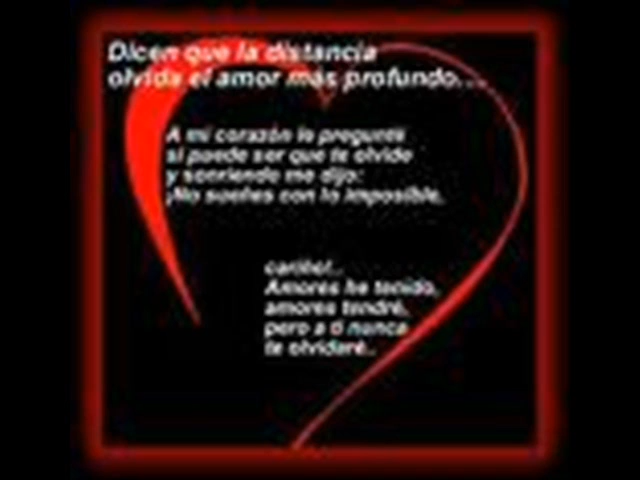 Dicen que la distancia
olvida el amor más profundo....
A mi corazón le pregunté
si puede ser que te olvide
y sonriendo me dijo:
¡No sueñes con lo imposible,
cariño!..
Amores he tenido,
amores tendré,
pero a ti nunca
te olvidaré..